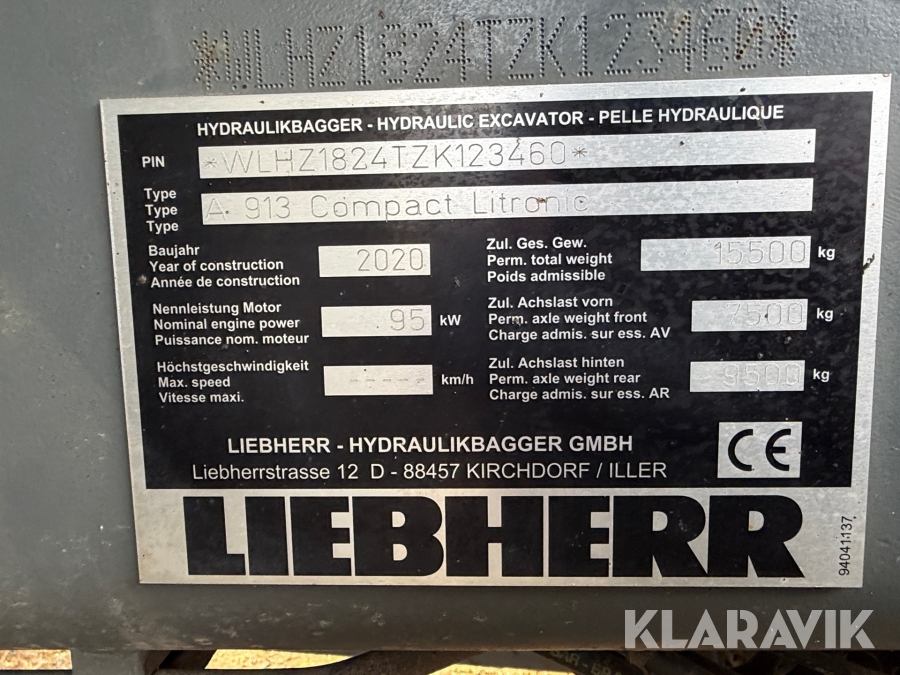 *WLHZ1824TZK123460*
HYDRAULIKBAGGER - HYDRAULIC EXCAVATOR - PELLE HYDRAULIQUE
PIN *WLHZ1824TZK123460*
Type
Type A 913 Compact Litronic
Type
Baujahr
Year of construction 2020
Année de construction
Zul. Ges. Gew.
Perm. total weight 15500 kg
Poids admissible
Nennleistung Motor
Nominal engine power 95 kW
Puissance nom. moteur
Zul. Achslast vorn
Perm. axle weight front 7500 kg
Charge admis. sur ess. AV
Höchstgeschwindigkeit
Max. speed ----- km/h
Vitesse maxi.
Zul. Achslast hinten
Perm. axle weight rear 9500 kg
Charge admis. sur ess. AR
LIEBHERR - HYDRAULIKBAGGER GMBH
Liebherrstrasse 12 D - 88457 KIRCHDORF / ILLER
CE
LIEBHERR
94041137
KLARAVIK